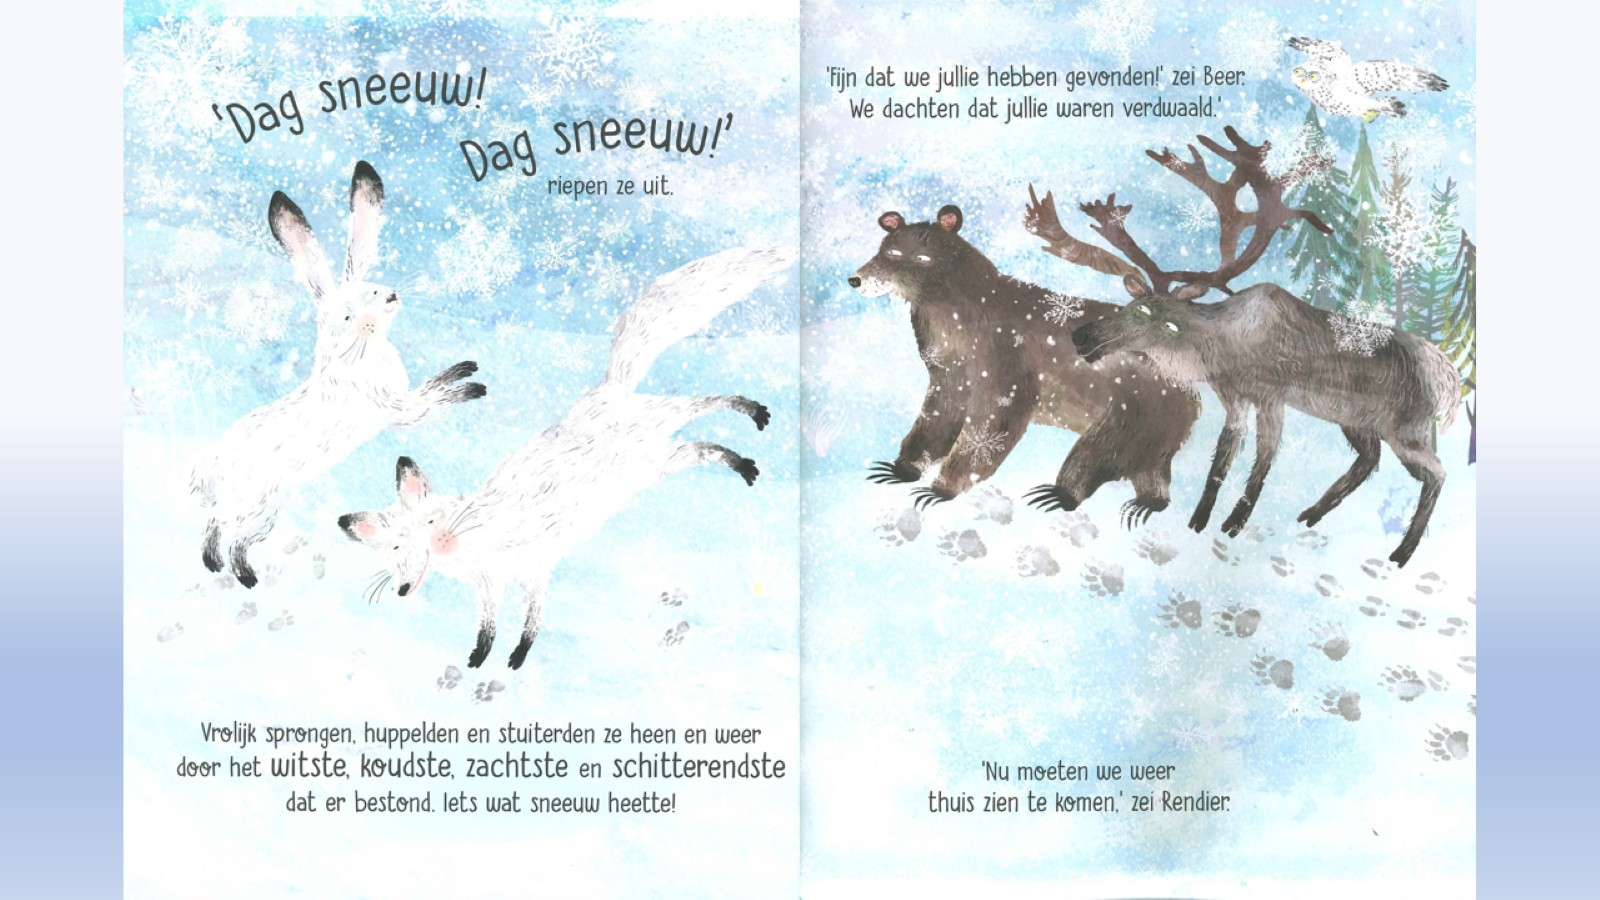 'Dag sneeuw!
Dag sneeuw!'
riepen ze uit.
Vrolijk sprongen, huppelden en stuiterden ze heen en weer
door het witste, koudste, zachtste en schitterendste
dat er bestond. Iets wat sneeuw heette!
'Fijn dat we jullie hebben gevonden!' zei Beer.
We dachten dat jullie waren verdwaald.'
'Nu moeten we weer
thuis zien te komen,' zei Rendier.